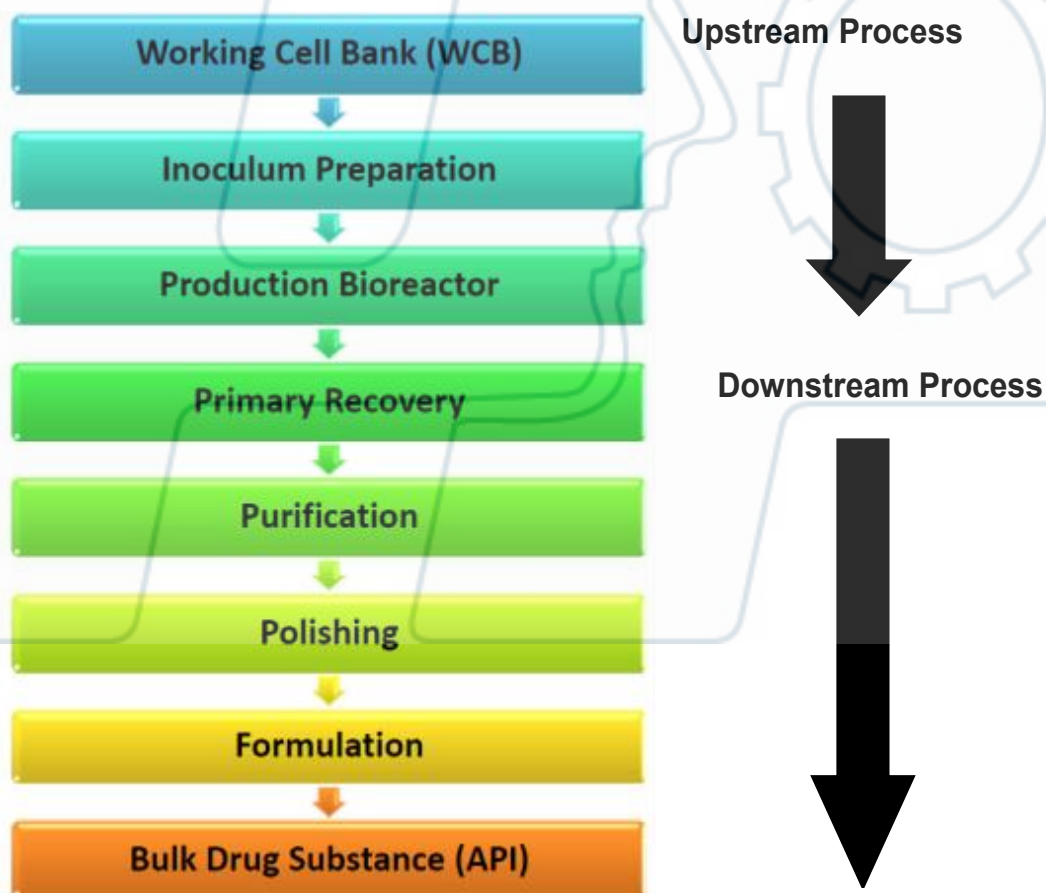 Working Cell Bank (WCB)
Upstream Process
Inoculum Preparation
Production Bioreactor
Primary Recovery
Downstream Process
Purification
Polishing
Formulation
Bulk Drug Substance (API)